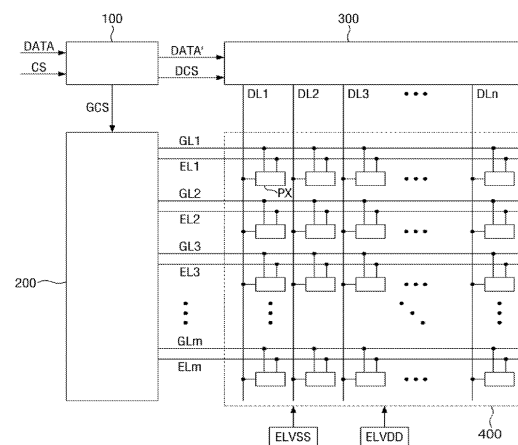 100
300
DATA
DATA'
CS
DCS
GCS
DL1 DL2 DL3 ••• DLn
GL1
EL1
PX
GL2
EL2
GL3
EL3
200
GLm
ELm
ELVSS
ELVDD
400